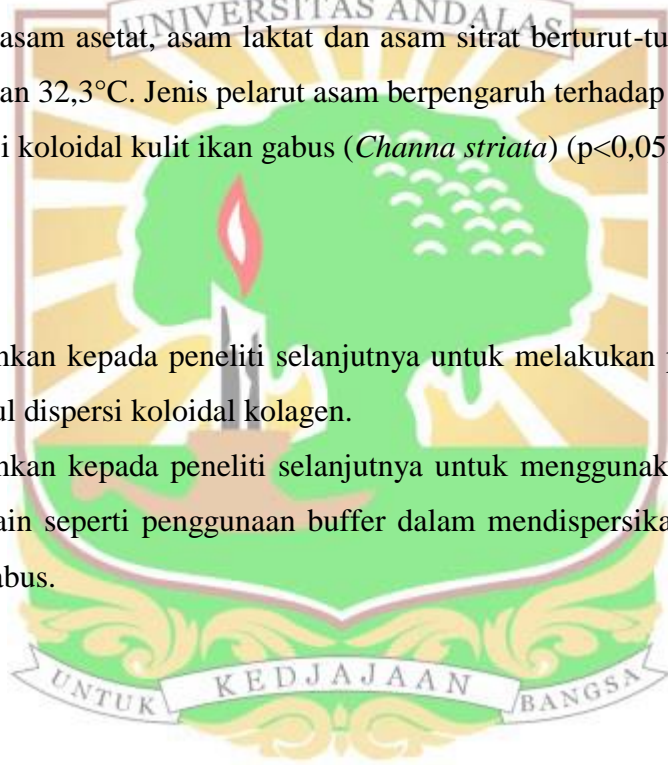 UNIVERSITAS ANDALAS
asam asetat, asam laktat dan asam sitrat berturut-tu
an 32,3°C. Jenis pelarut asam berpengaruh terhadap
i koloidal kulit ikan gabus (Channa striata) (p<0,05
nkan kepada peneliti selanjutnya untuk melakukan p
ul dispersi koloidal kolagen.
nkan kepada peneliti selanjutnya untuk menggunak
ain seperti penggunaan buffer dalam mendispersika
abus.
UNTUK KEDJAJAAN BANGSA